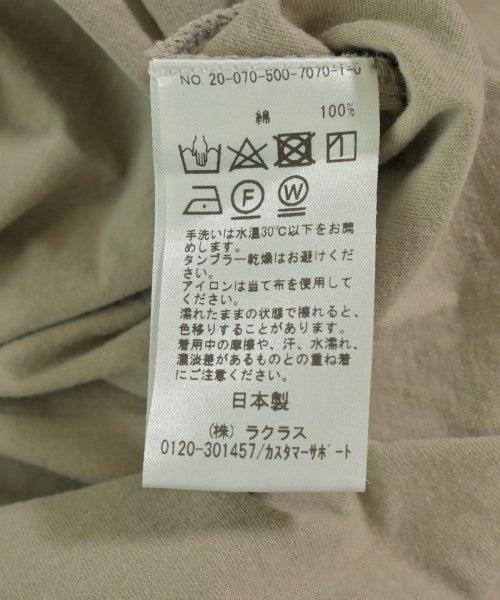 NO. 20-070-500-7070-1-0
綿 100%
F W
手洗いは水温30℃以下をお薦
めします。
タンブラー乾燥はお避けくだ
さい。
アイロンは当て布を使用して
ください。
濡れたままの状態で擦れると、
色移りすることがあります。
着用中の摩擦や、汗、水濡れ、
濃淡差があるものとの重ね着
にご注意ください。
日本製
(株) ラクラス
0120-301457/カスタマーサポート